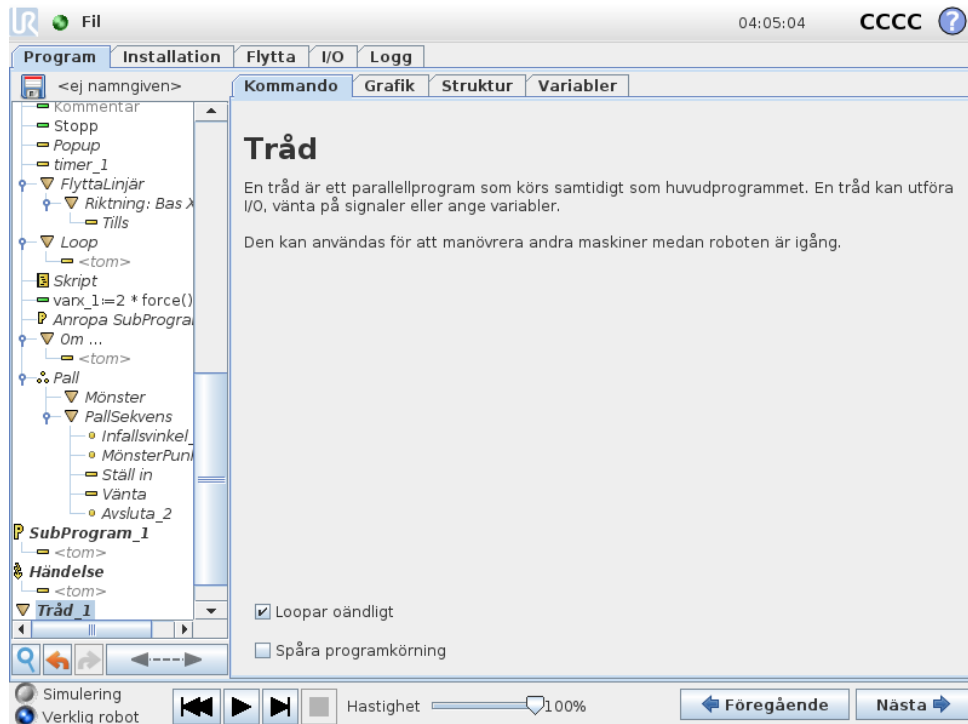 UR Fil 04:05:04 CCCC ?
Program Installation Flytta I/O Logg
<ej namngiven> Kommando Grafik Struktur Variabler
Kommentar
Stopp
Popup
timer_1
FlyttaLinjär
Riktning: Bas X
Tills
Loop
<tom>
Skript
varx_1:=2 * force()
Anropa SubProgra
Om ...
<tom>
Pall
Mönster
PallSekvens
Infallsvinkel_
MönsterPun
Ställ in
Vänta
Avsluta_2
P SubProgram_1
<tom>
Händelse
<tom>
Tråd_1
Tråd
En tråd är ett parallellprogram som körs samtidigt som huvudprogrammet. En tråd kan utföra
I/O, vänta på signaler eller ange variabler.
Den kan användas för att manövrera andra maskiner medan roboten är igång.
Loopar oändligt
Spåra programkörning
Simulering
Verklig robot
Hastighet 100%
Föregående
Nästa